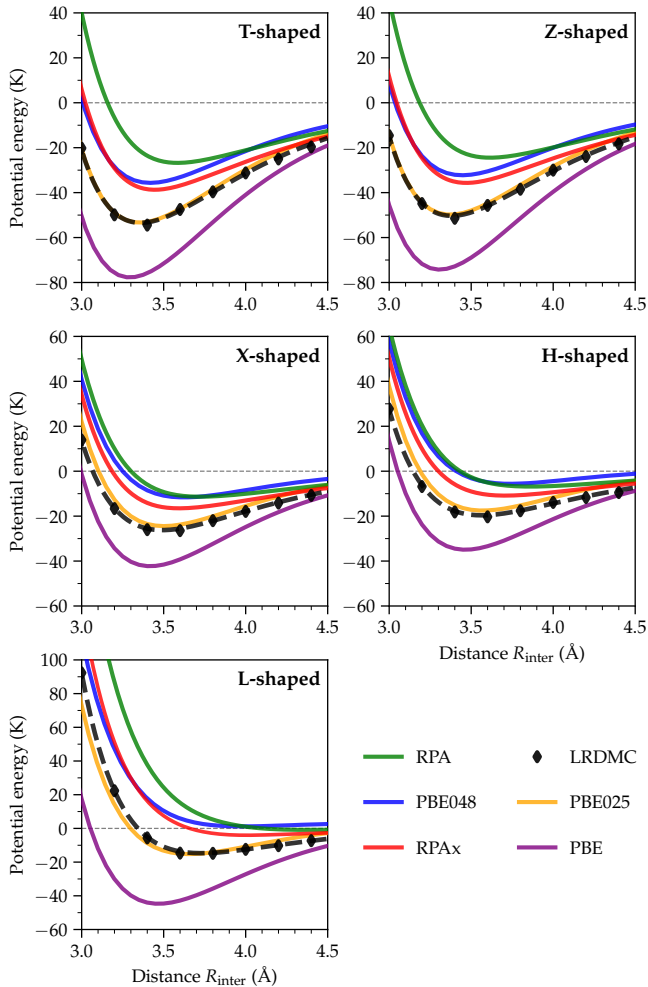 T-shaped
Z-shaped
40
20
0
−20
−40
−60
−80
Potential energy (K)
3.0 3.5 4.0 4.5
40
20
0
−20
−40
−60
−80
3.0 3.5 4.0 4.5
X-shaped
H-shaped
60
40
20
0
−20
−40
−60
Potential energy (K)
3.0 3.5 4.0 4.5
60
40
20
0
−20
−40
−60
3.0 3.5 4.0 4.5
Distance R_inter (Å)
L-shaped
100
80
60
40
20
0
−20
−40
−60
Potential energy (K)
3.0 3.5 4.0 4.5
Distance R_inter (Å)
RPA
LRDMC
PBE048
PBE025
RPAx
PBE